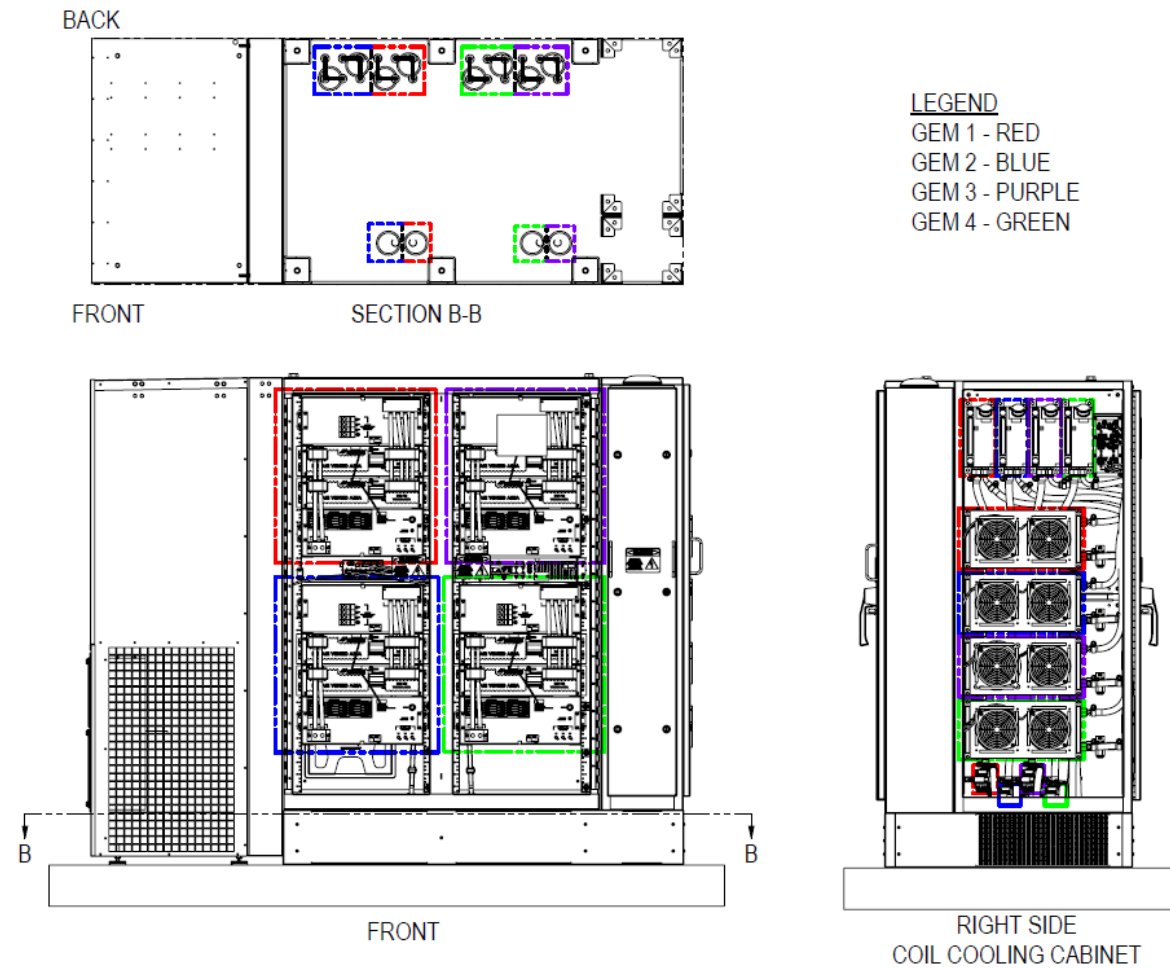 BACK
LEGEND
GEM 1 - RED
GEM 2 - BLUE
GEM 3 - PURPLE
GEM 4 - GREEN
FRONT
SECTION B-B
B
B
FRONT
RIGHT SIDE
COIL COOLING CABINET